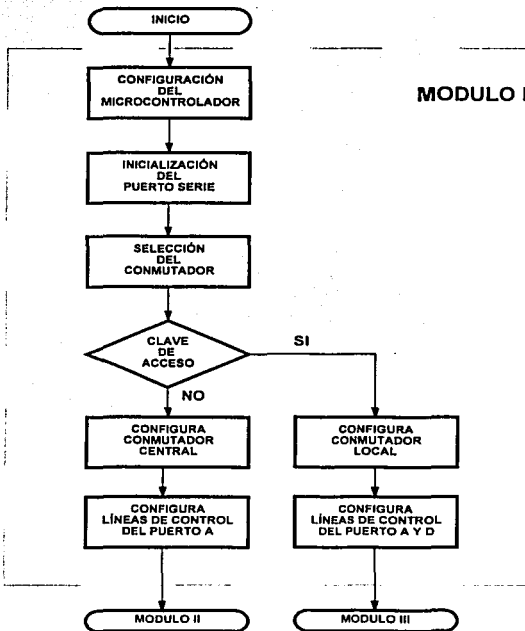 INICIO
MODULO I
CONFIGURACIÓN
DEL
MICROCONTROLADOR
INICIALIZACIÓN
DEL
PUERTO SERIE
SELECCIÓN
DEL
CONMUTADOR
CLAVE
DE
ACCESO
SI
NO
CONFIGURA
CONMUTADOR
CENTRAL
CONFIGURA
CONMUTADOR
LOCAL
CONFIGURA
LÍNEAS DE CONTROL
DEL PUERTO A
CONFIGURA
LÍNEAS DE CONTROL
DEL PUERTO A Y D
MODULO II
MODULO III